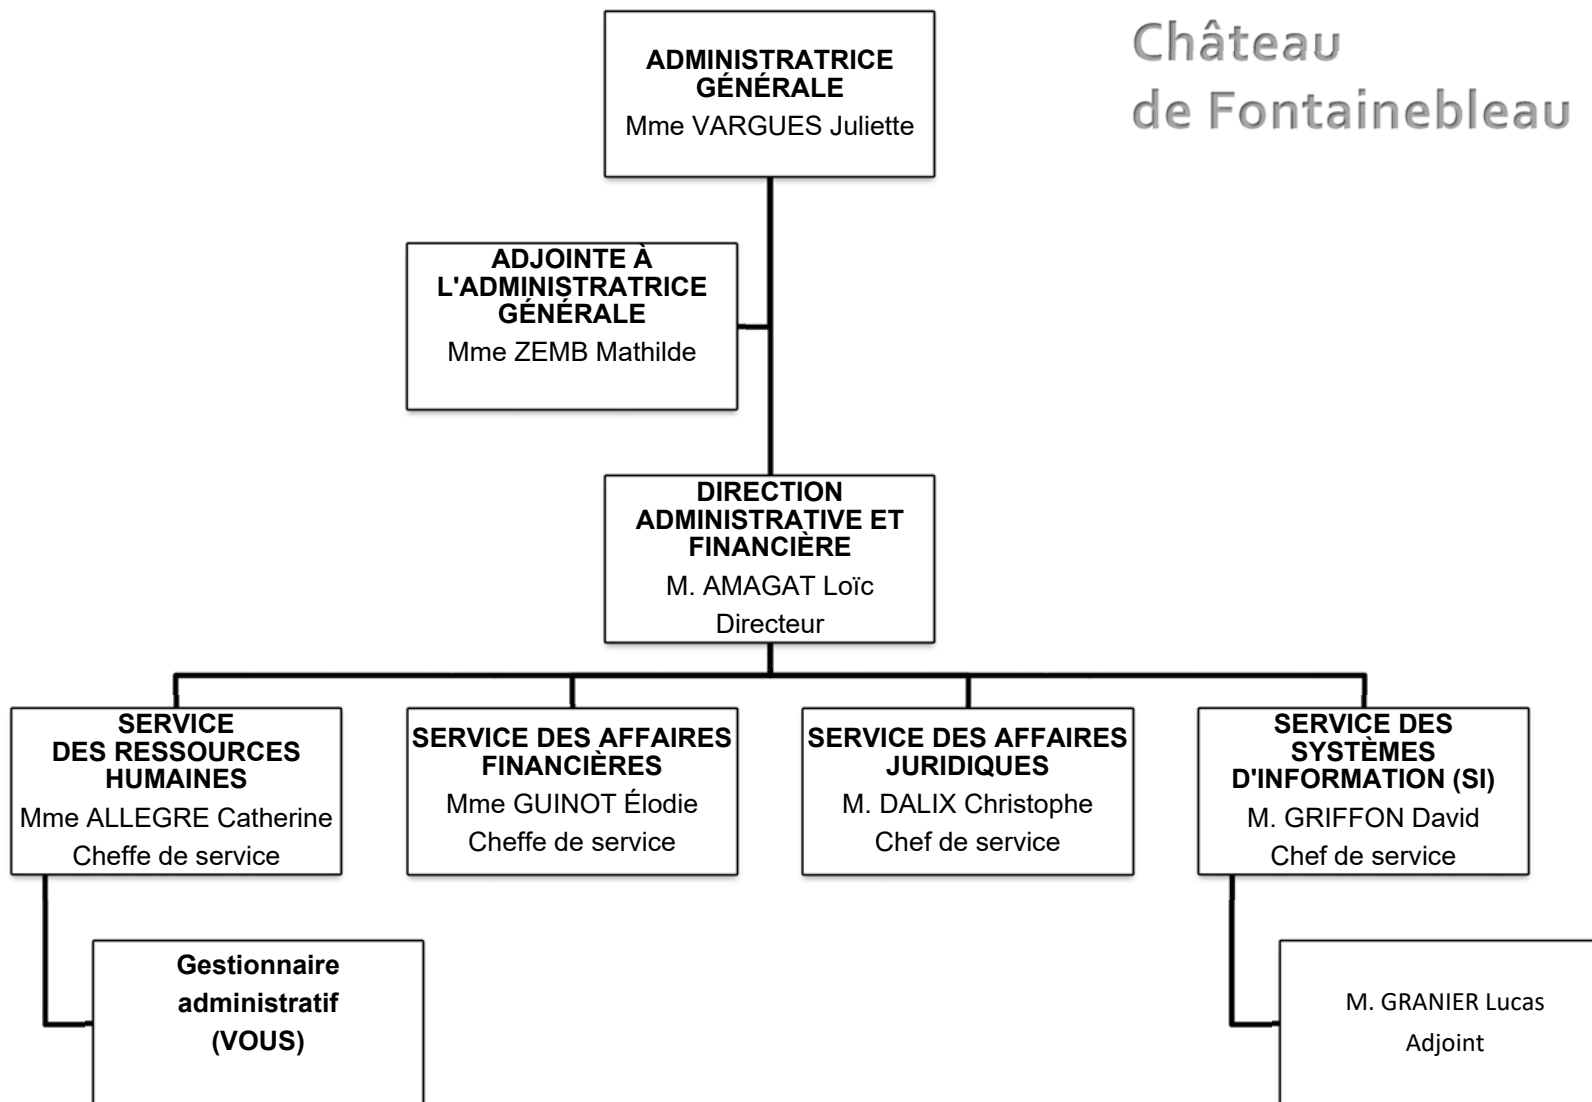 Château
de Fontainebleau
ADMINISTRATRICE
GÉNÉRALE
Mme VARGUES Juliette
ADJOINTE À
L'ADMINISTRATRICE
GÉNÉRALE
Mme ZEMB Mathilde
DIRECTION
ADMINISTRATIVE ET
FINANCIÈRE
M. AMAGAT Loïc
Directeur
SERVICE
DES RESSOURCES
HUMAINES
Mme ALLEGRE Catherine
Cheffe de service
SERVICE DES AFFAIRES
FINANCIÈRES
Mme GUINOT Élodie
Cheffe de service
SERVICE DES AFFAIRES
JURIDIQUES
M. DALIX Christophe
Chef de service
SERVICE DES
SYSTÈMES
D'INFORMATION (SI)
M. GRIFFON David
Chef de service
Gestionnaire
administratif
(VOUS)
M. GRANIER Lucas
Adjoint